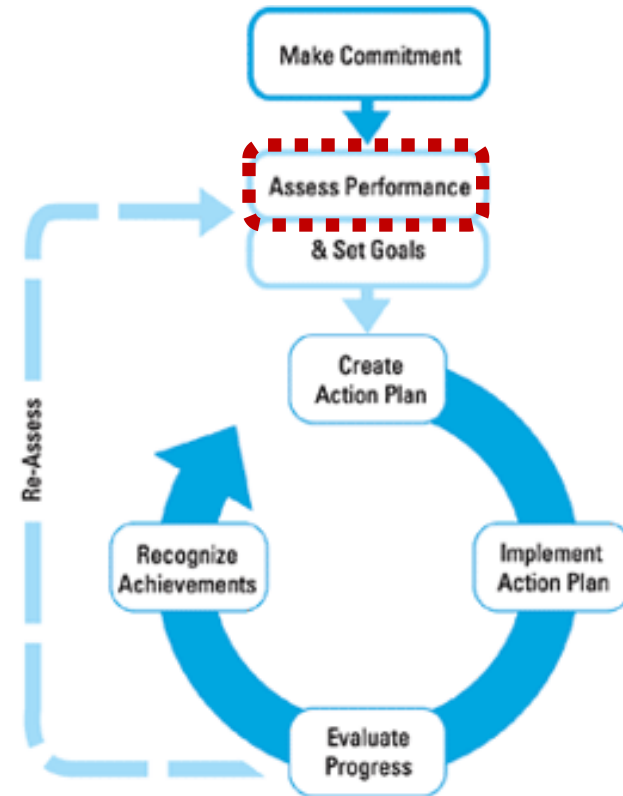 Make Commitment
Assess Performance
& Set Goals
Create
Action Plan
Re-Assess
Recognize
Achievements
Implement
Action Plan
Evaluate
Progress